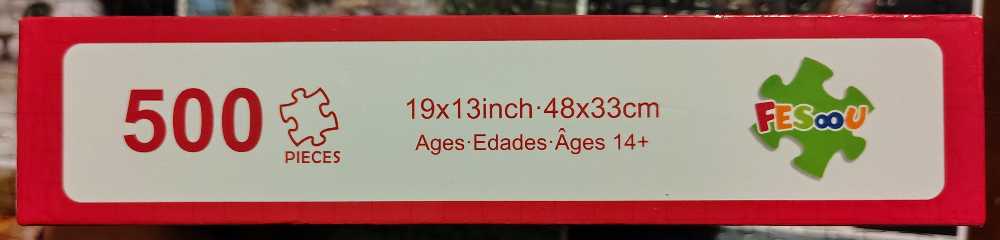 500
PIECES
19x13inch·48x33cm
Ages·Edades·Âges 14+
FESooU